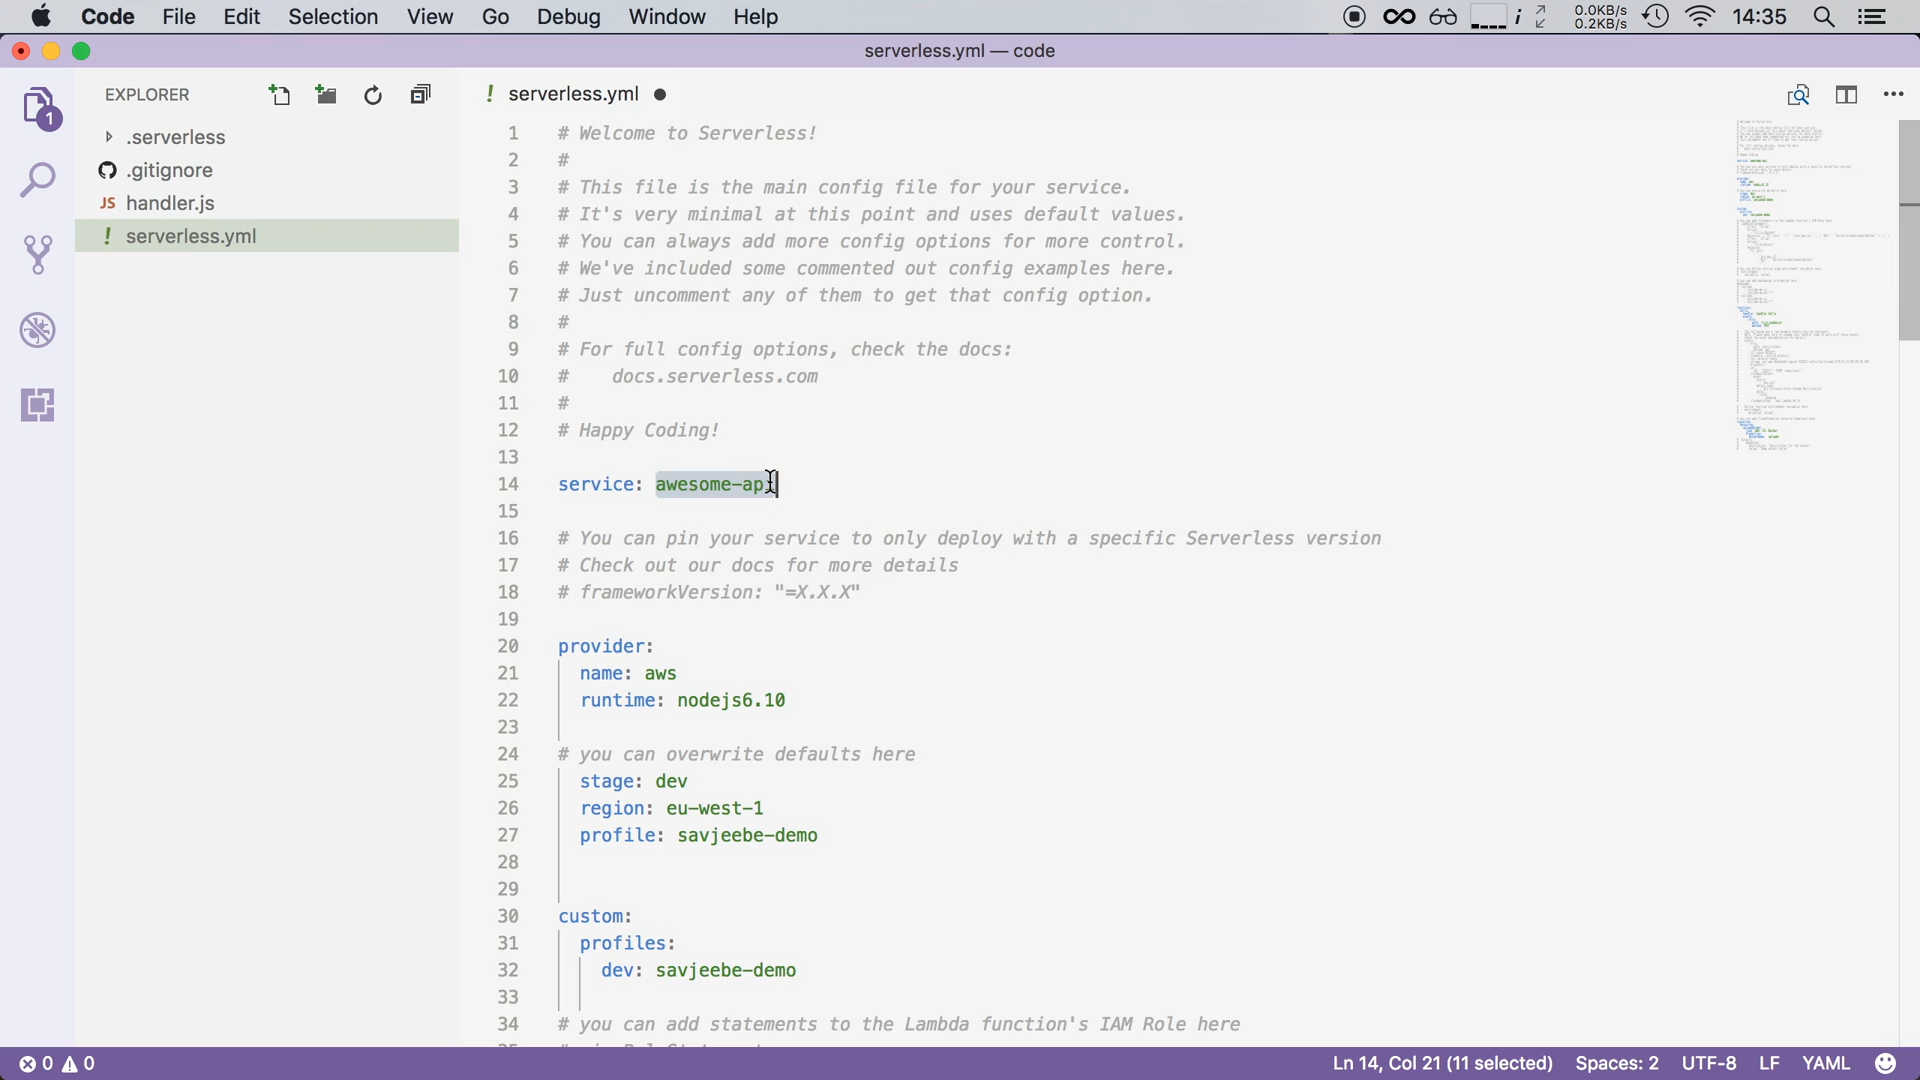 Code File Edit Selection View Go Debug Window Help 0.0KB/s 0.2KB/s 14:35
serverless.yml — code
EXPLORER
1
.serverless
.gitignore
JS handler.js
! serverless.yml
! serverless.yml ●
1 # Welcome to Serverless!
2 #
3 # This file is the main config file for your service.
4 # It's very minimal at this point and uses default values.
5 # You can always add more config options for more control.
6 # We've included some commented out config examples here.
7 # Just uncomment any of them to get that config option.
8 #
9 # For full config options, check the docs:
10 #    docs.serverless.com
11 #
12 # Happy Coding!
13
14 service: awesome-api
15
16 # You can pin your service to only deploy with a specific Serverless version
17 # Check out our docs for more details
18 # frameworkVersion: "=X.X.X"
19
20 provider:
21   name: aws
22   runtime: nodejs6.10
23
24 # you can overwrite defaults here
25   stage: dev
26   region: eu-west-1
27   profile: savjeebe-demo
28
29
30 custom:
31   profiles:
32     dev: savjeebe-demo
33
34 # you can add statements to the Lambda function's IAM Role here
0 0 Ln 14, Col 21 (11 selected) Spaces: 2 UTF-8 LF YAML